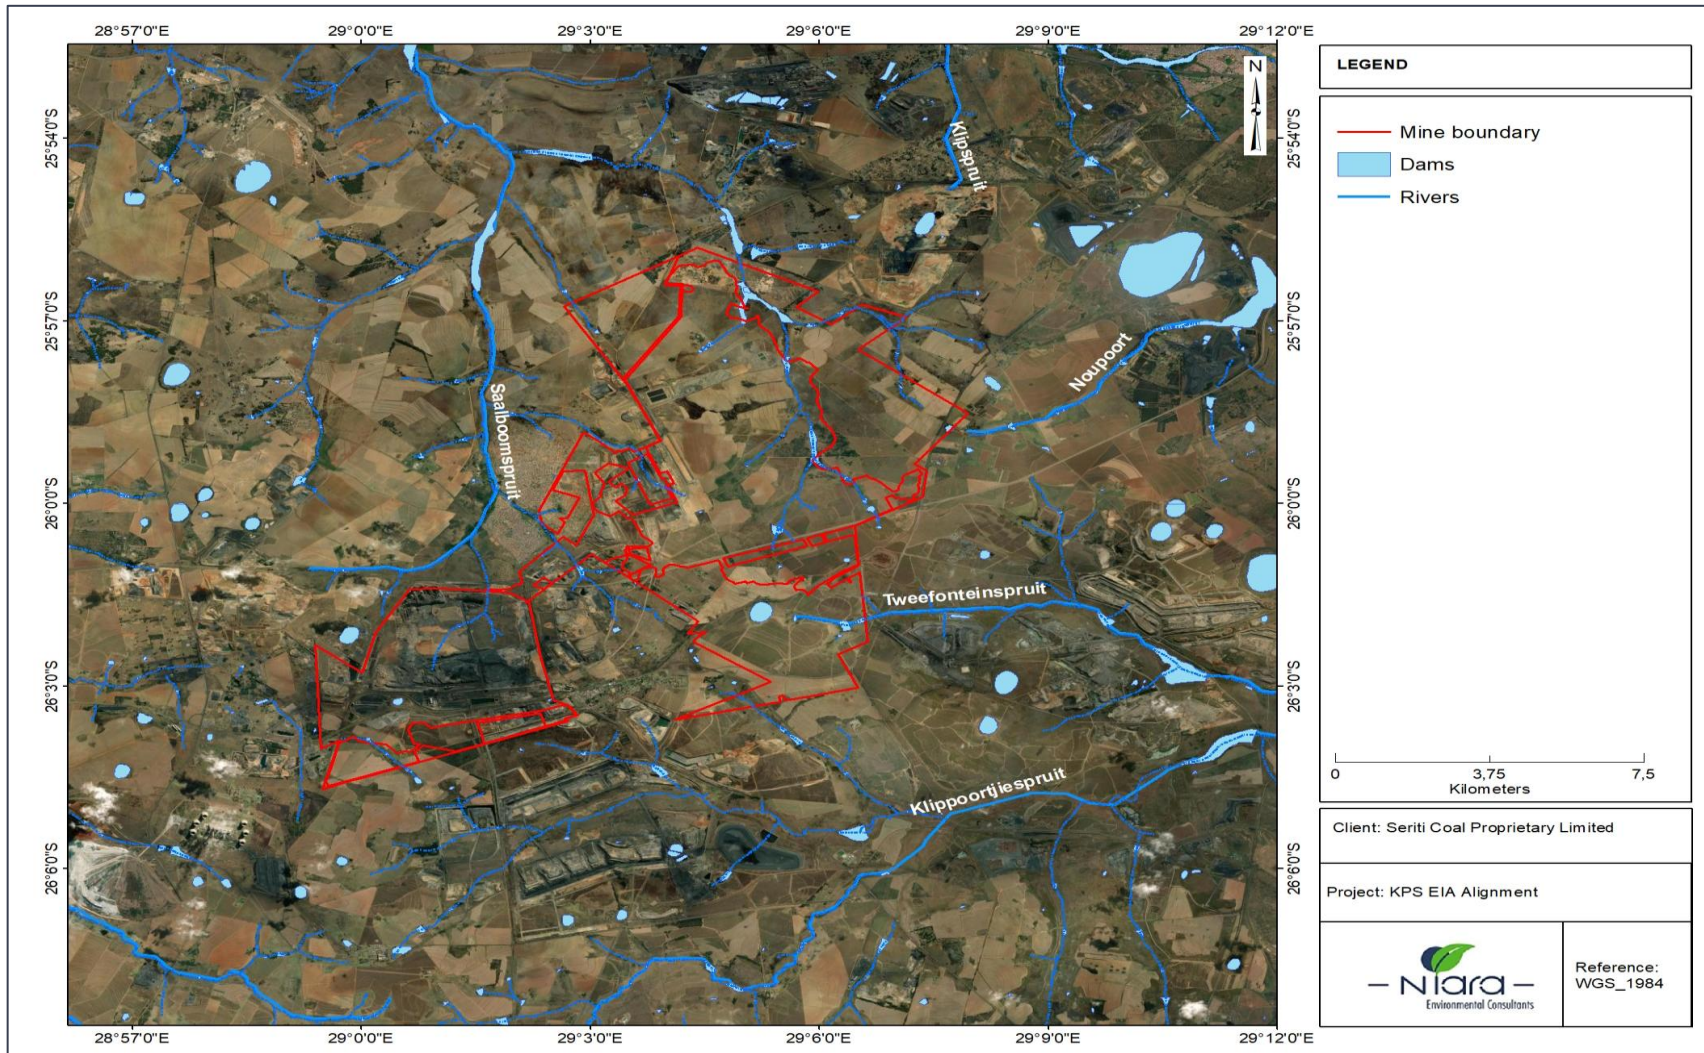 28°57'0"E 29°0'0"E 29°3'0"E 29°6'0"E 29°9'0"E 29°12'0"E
25°54'0"S 25°54'0"S
25°57'0"S 25°57'0"S
26°0'0"S 26°0'0"S
26°3'0"S 26°3'0"S
26°6'0"S 26°6'0"S
28°57'0"E 29°0'0"E 29°3'0"E 29°6'0"E 29°9'0"E 29°12'0"E
N
Klipspruit
Noupoort
Saalboomspruit
Tweefonteinspruit
Klippoortjiespruit
LEGEND
Mine boundary
Dams
Rivers
0 3,75 7,5
Kilometers
Client: Seriti Coal Proprietary Limited
Project: KPS EIA Alignment
– NIara –
Environmental Consultants
Reference:
WGS_1984